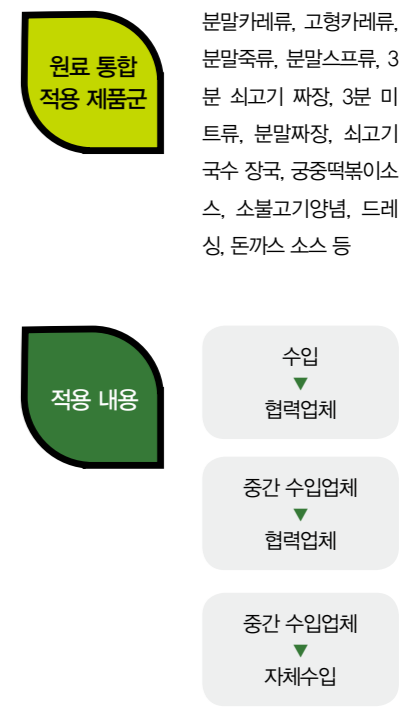 원료 통합
적용 제품군
분말카레류, 고형카레류,
분말죽류, 분말스프류, 3
분 쇠고기 짜장, 3분 미
트류, 분말짜장, 쇠고기
국수 장국, 궁중떡볶이소
스, 소불고기양념, 드레
싱, 돈까스 소스 등
적용 내용
수입
▼
협력업체
중간 수입업체
▼
협력업체
중간 수입업체
▼
자체수입